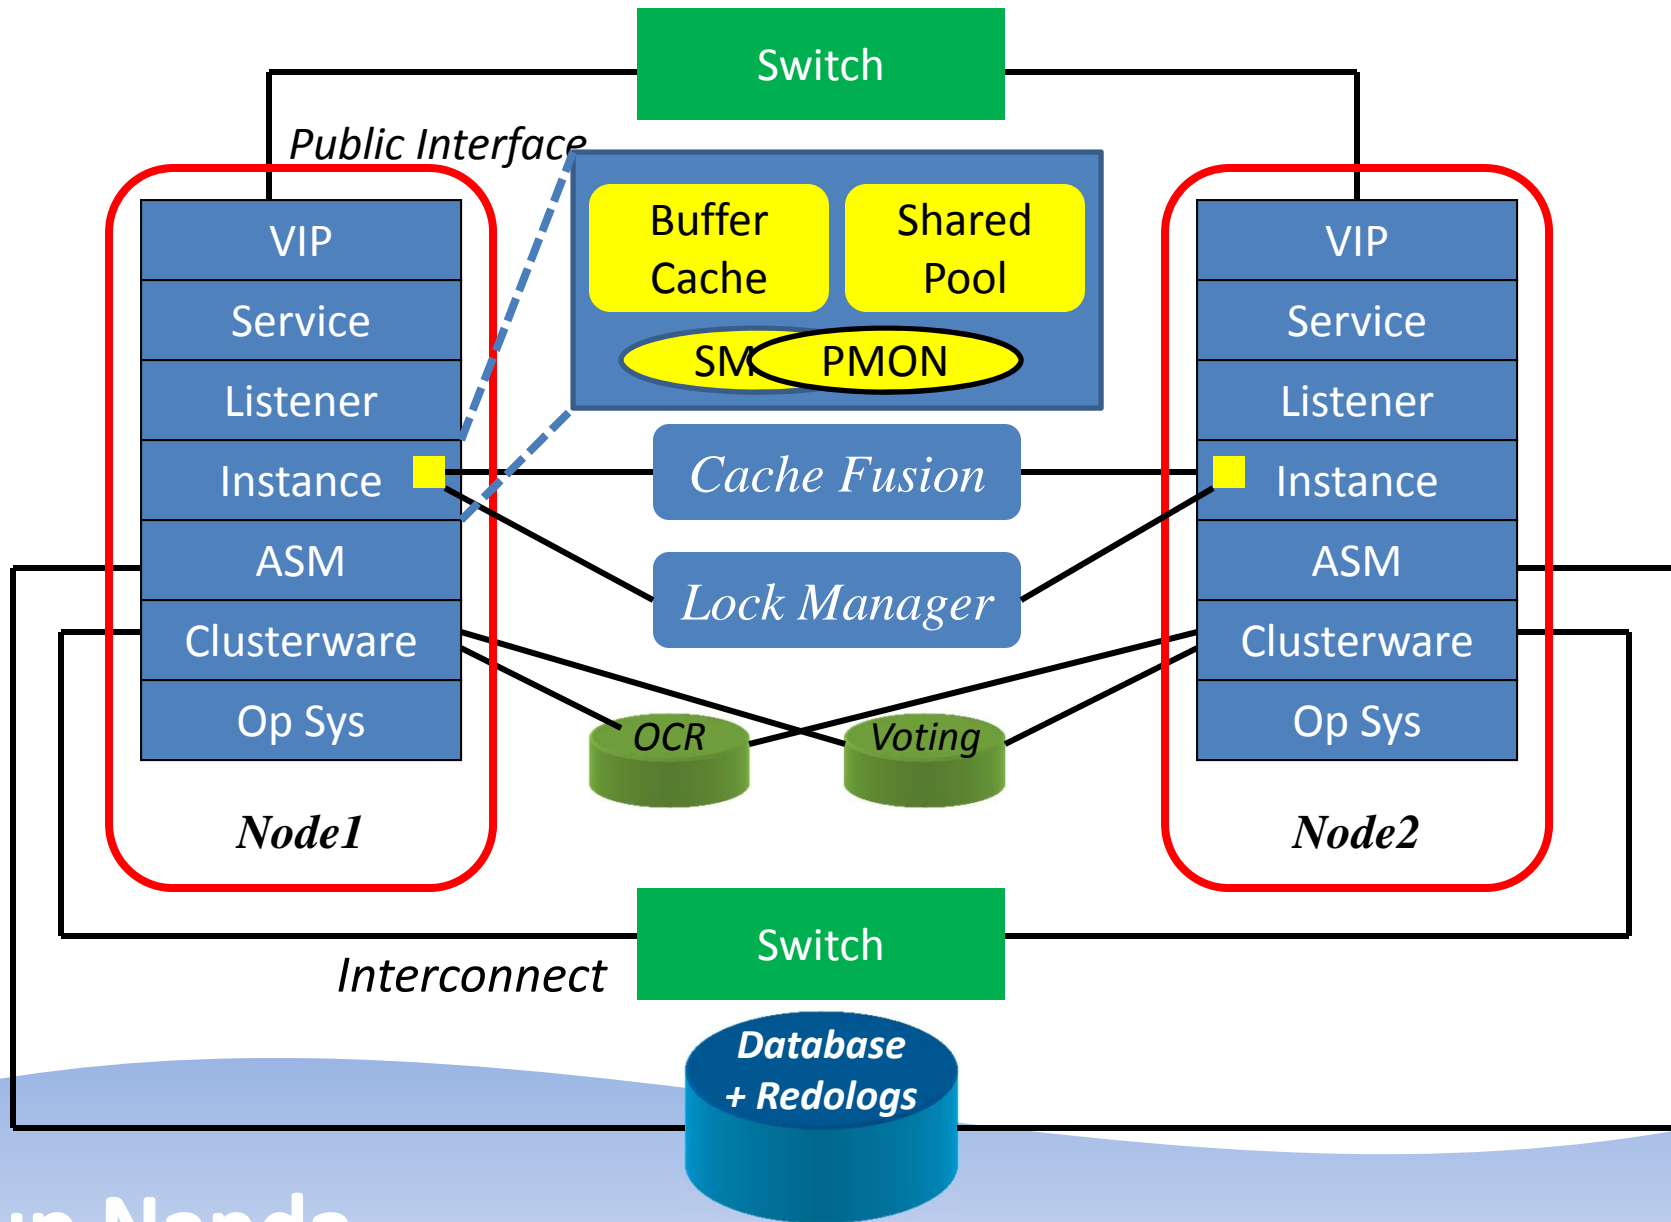 Switch
Public Interface
Buffer
Cache
Shared
Pool
SM
PMON
VIP
Service
Listener
Instance
ASM
Clusterware
Op Sys
Node1
Cache Fusion
Lock Manager
OCR
Voting
VIP
Service
Listener
Instance
ASM
Clusterware
Op Sys
Node2
Switch
Interconnect
Database
+ Redologs
Nanda